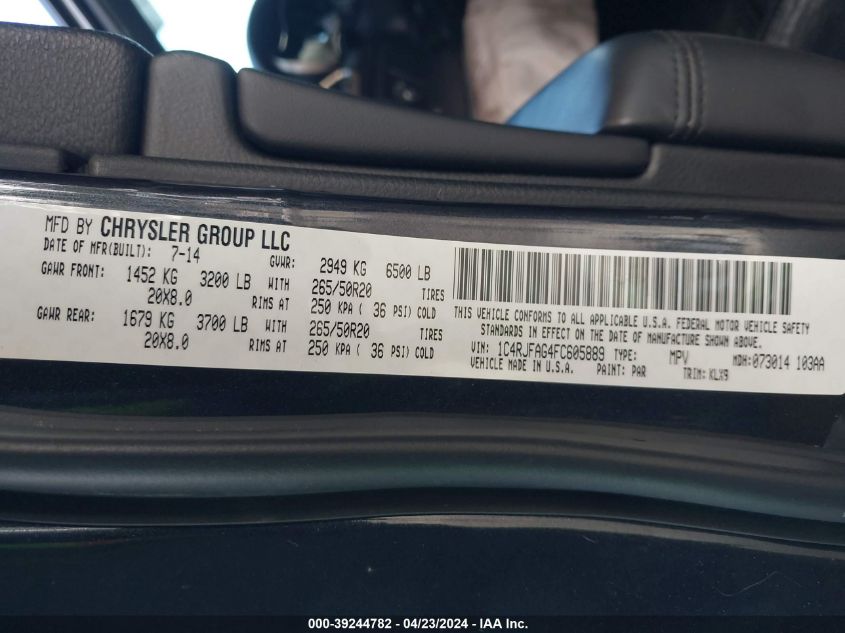 MFD BY CHRYSLER GROUP LLC
DATE OF MFR(BUILT): 7-14 GVWR: 2949 KG 6500 LB
GAWR FRONT: 1452 KG 3200 LB WITH 265/50R20 TIRES
20X8.0 RIMS AT 250 KPA ( 36 PSI) COLD
GAWR REAR: 1679 KG 3700 LB WITH 265/50R20 TIRES
20X8.0 RIMS AT 250 KPA ( 36 PSI) COLD
THIS VEHICLE CONFORMS TO ALL APPLICABLE U.S.A. FEDERAL MOTOR VEHICLE SAFETY
STANDARDS IN EFFECT ON THE DATE OF MANUFACTURE SHOWN ABOVE.
VIN: 1C4RJFAG4FC605889 TYPE: MPV MDH:073014 103AA
VEHICLE MADE IN U.S.A. PAINT: PAR TRIM: KLX9
000-39244782 / 04/23/2024 - IAA Inc.